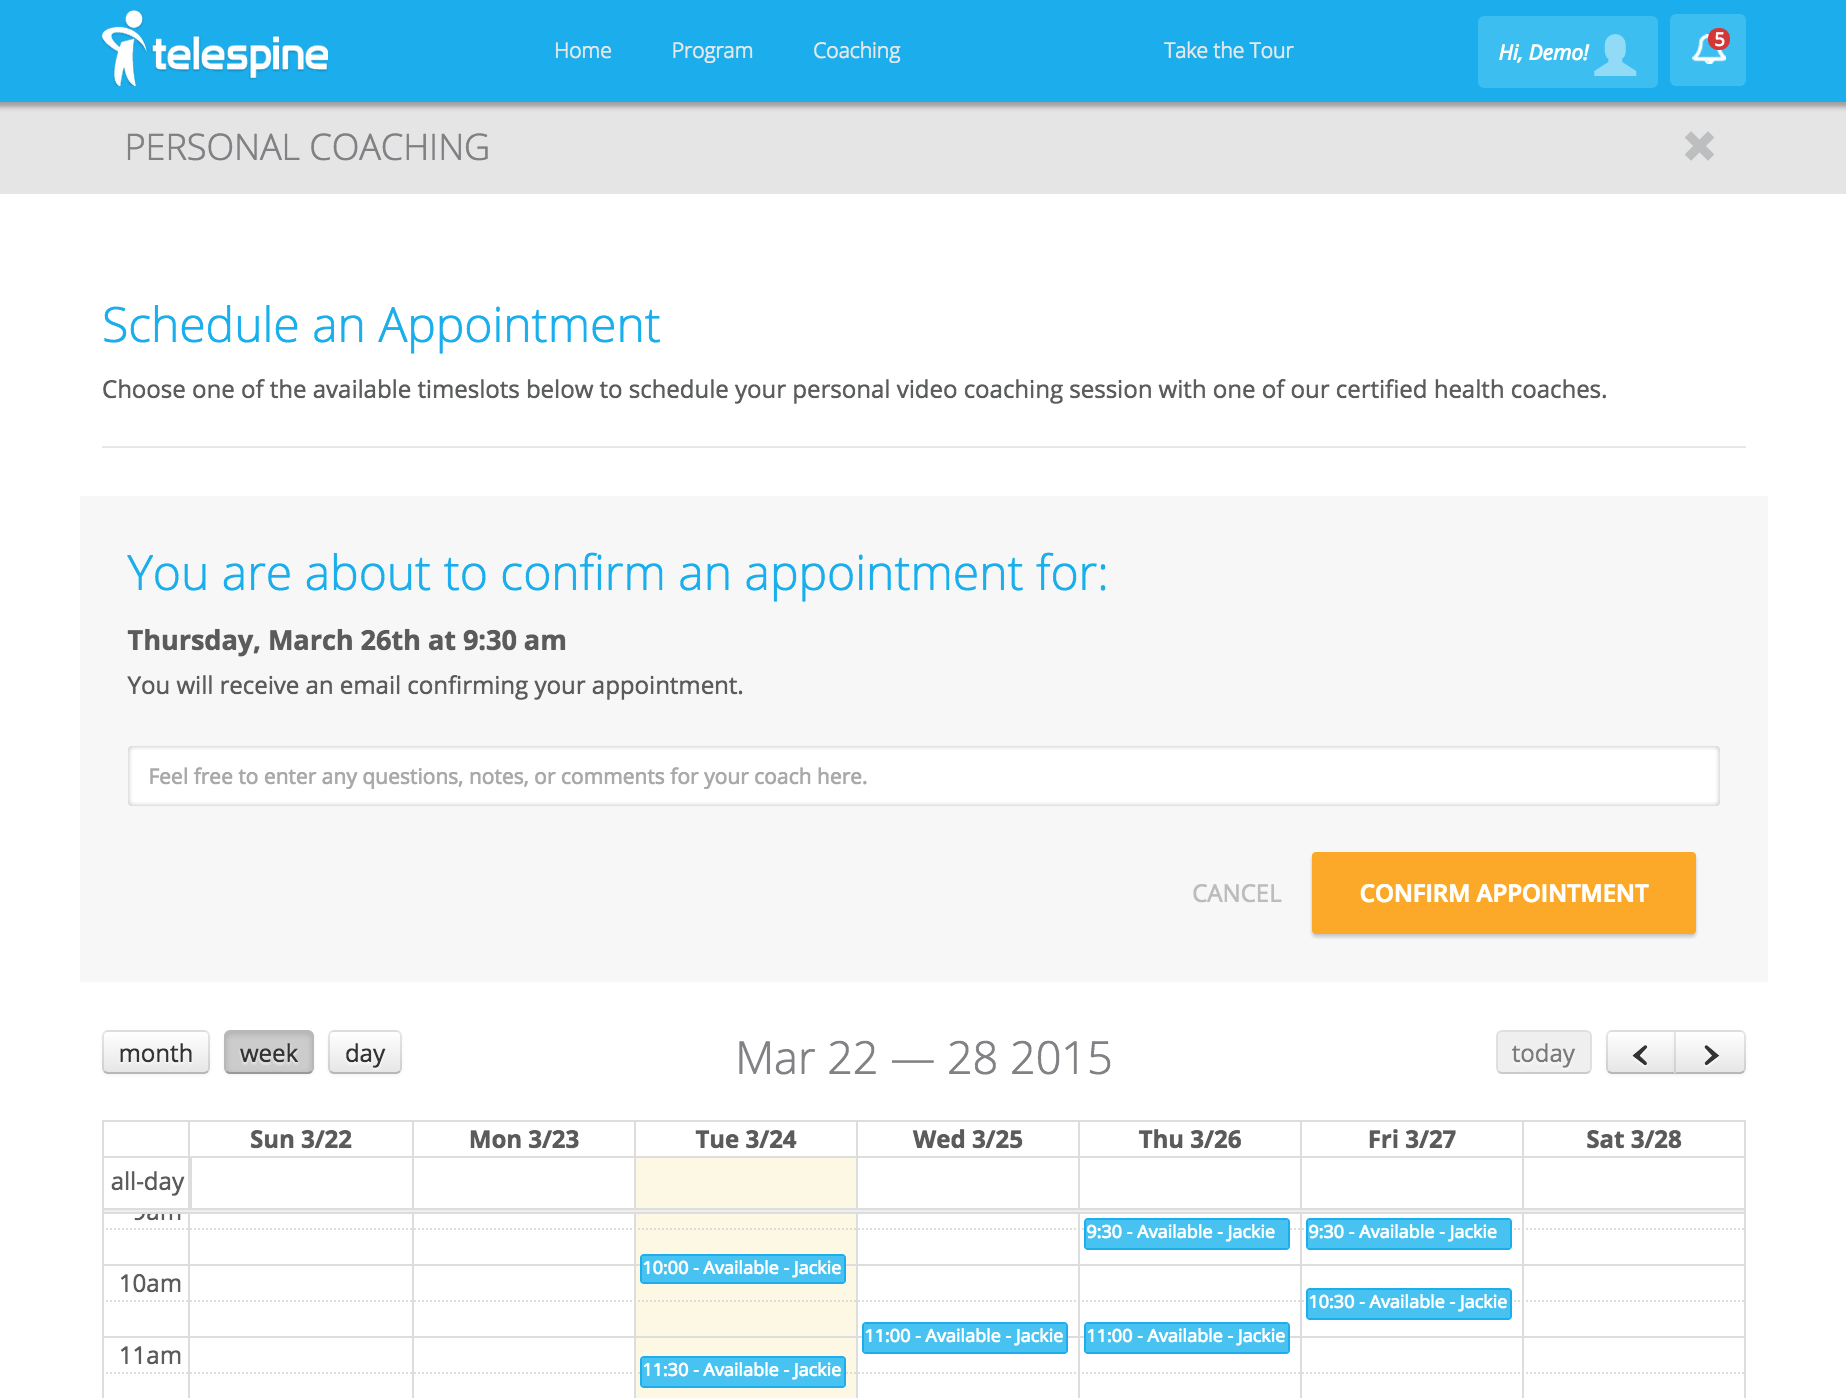 telespine
Home Program Coaching Take the Tour Hi, Demo! 5
PERSONAL COACHING
Schedule an Appointment
Choose one of the available timeslots below to schedule your personal video coaching session with one of our certified health coaches.
You are about to confirm an appointment for:
Thursday, March 26th at 9:30 am
You will receive an email confirming your appointment.
Feel free to enter any questions, notes, or comments for your coach here.
CANCEL CONFIRM APPOINTMENT
month week day Mar 22 — 28 2015 today
Sun 3/22 Mon 3/23 Tue 3/24 Wed 3/25 Thu 3/26 Fri 3/27 Sat 3/28
all-day
9am
9:30 - Available - Jackie 9:30 - Available - Jackie
10:00 - Available - Jackie
10am
10:30 - Available - Jackie
11:00 - Available - Jackie 11:00 - Available - Jackie
11am
11:30 - Available - Jackie